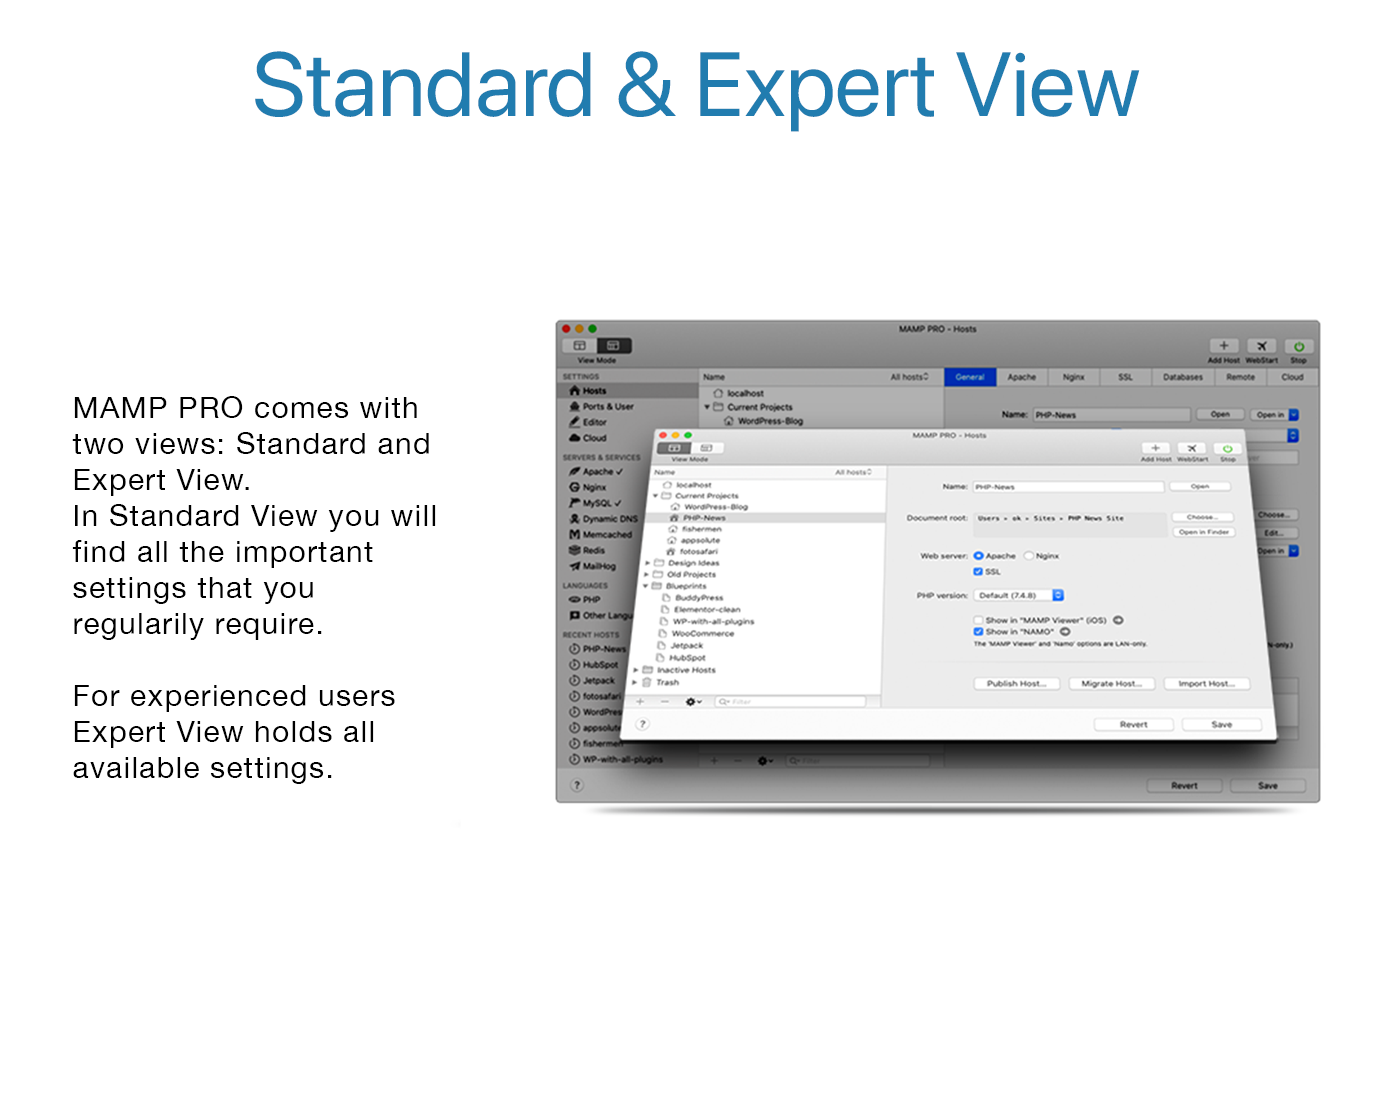 Standard & Expert View
MAMP PRO comes with
two views: Standard and
Expert View.
In Standard View you will
find all the important
settings that you
regularily require.
For experienced users
Expert View holds all
available settings.
MAMP PRO - Hosts
View Mode
Add Host WebStart Stop
SETTINGS
Hosts
Ports & User
Editor
Cloud
SERVERS & SERVICES
Apache ✓
Nginx
MySQL ✓
Dynamic DNS
Memcached
Redis
MailHog
LANGUAGES
PHP
Other Langu
RECENT HOSTS
PHP-News
HubSpot
Jetpack
fotosafari
WordPres
appsolute
fishermen
WP-with-all-plugins
Name All hosts
localhost
Current Projects
WordPress-Blog
General Apache Nginx SSL Databases Remote Cloud
Name: PHP-News Open Open in
Choose...
Edit...
Open in
n-only.)
+ - Filter
? Revert Save
MAMP PRO - Hosts
View Mode
Add Host WebStart Stop
Name All hosts
localhost
Current Projects
WordPress-Blog
PHP-News
fishermen
appsolute
fotosafari
Design Ideas
Old Projects
Blueprints
BuddyPress
Elementor-clean
WP-with-all-plugins
WooCommerce
Jetpack
HubSpot
Inactive Hosts
Trash
+ - Filter
Name: PHP-News Open
Document root: Users ▸ ok ▸ Sites ▸ PHP News Site Choose...
Open in Finder
Web server: Apache Nginx
SSL
PHP version: Default (7.4.8)
Show in "MAMP Viewer" (iOS)
Show in "NAMO"
The 'MAMP Viewer' and 'Namo' options are LAN-only.
Publish Host... Migrate Host... Import Host...
? Revert Save